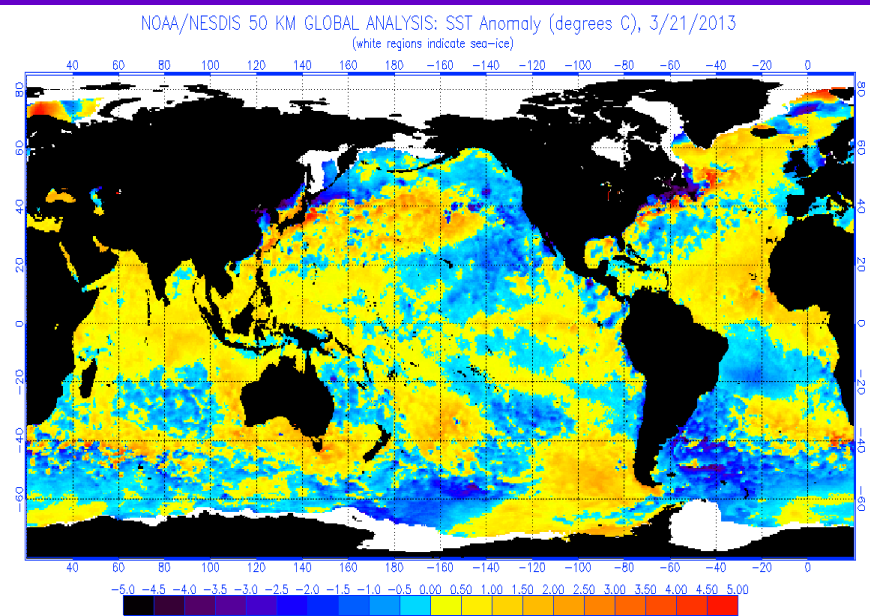 NOAA/NESDIS 50 KM GLOBAL ANALYSIS: SST Anomaly (degrees C), 3/21/2013
(white regions indicate sea-ice)
40 60 80 100 120 140 160 180 -160 -140 -120 -100 -80 -60 -40 -20 0
80 80
60 60
40 40
20 20
0 0
-20 -20
-40 -40
-60 -60
40 60 80 100 120 140 160 180 -160 -140 -120 -100 -80 -60 -40 -20 0
-5.0 -4.5 -4.0 -3.5 -3.0 -2.5 -2.0 -1.5 -1.0 -0.5 0.00 0.50 1.00 1.50 2.00 2.50 3.00 3.50 4.00 4.50 5.00